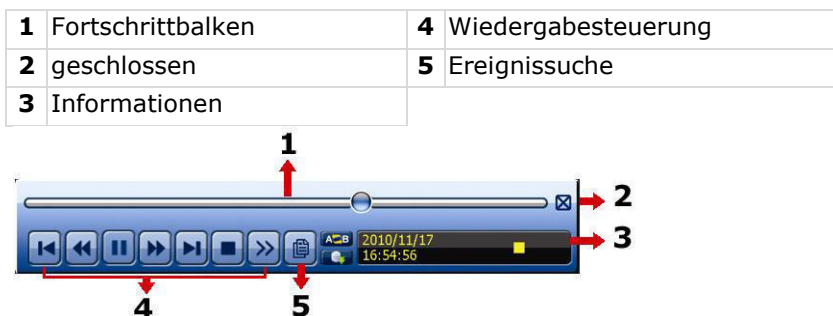 1 Fortschrittbalken 4 Wiedergabesteuerung
2 geschlossen 5 Ereignissuche
3 Informationen
1
2
A B 2010/11/17
16:54:56
3
4 5